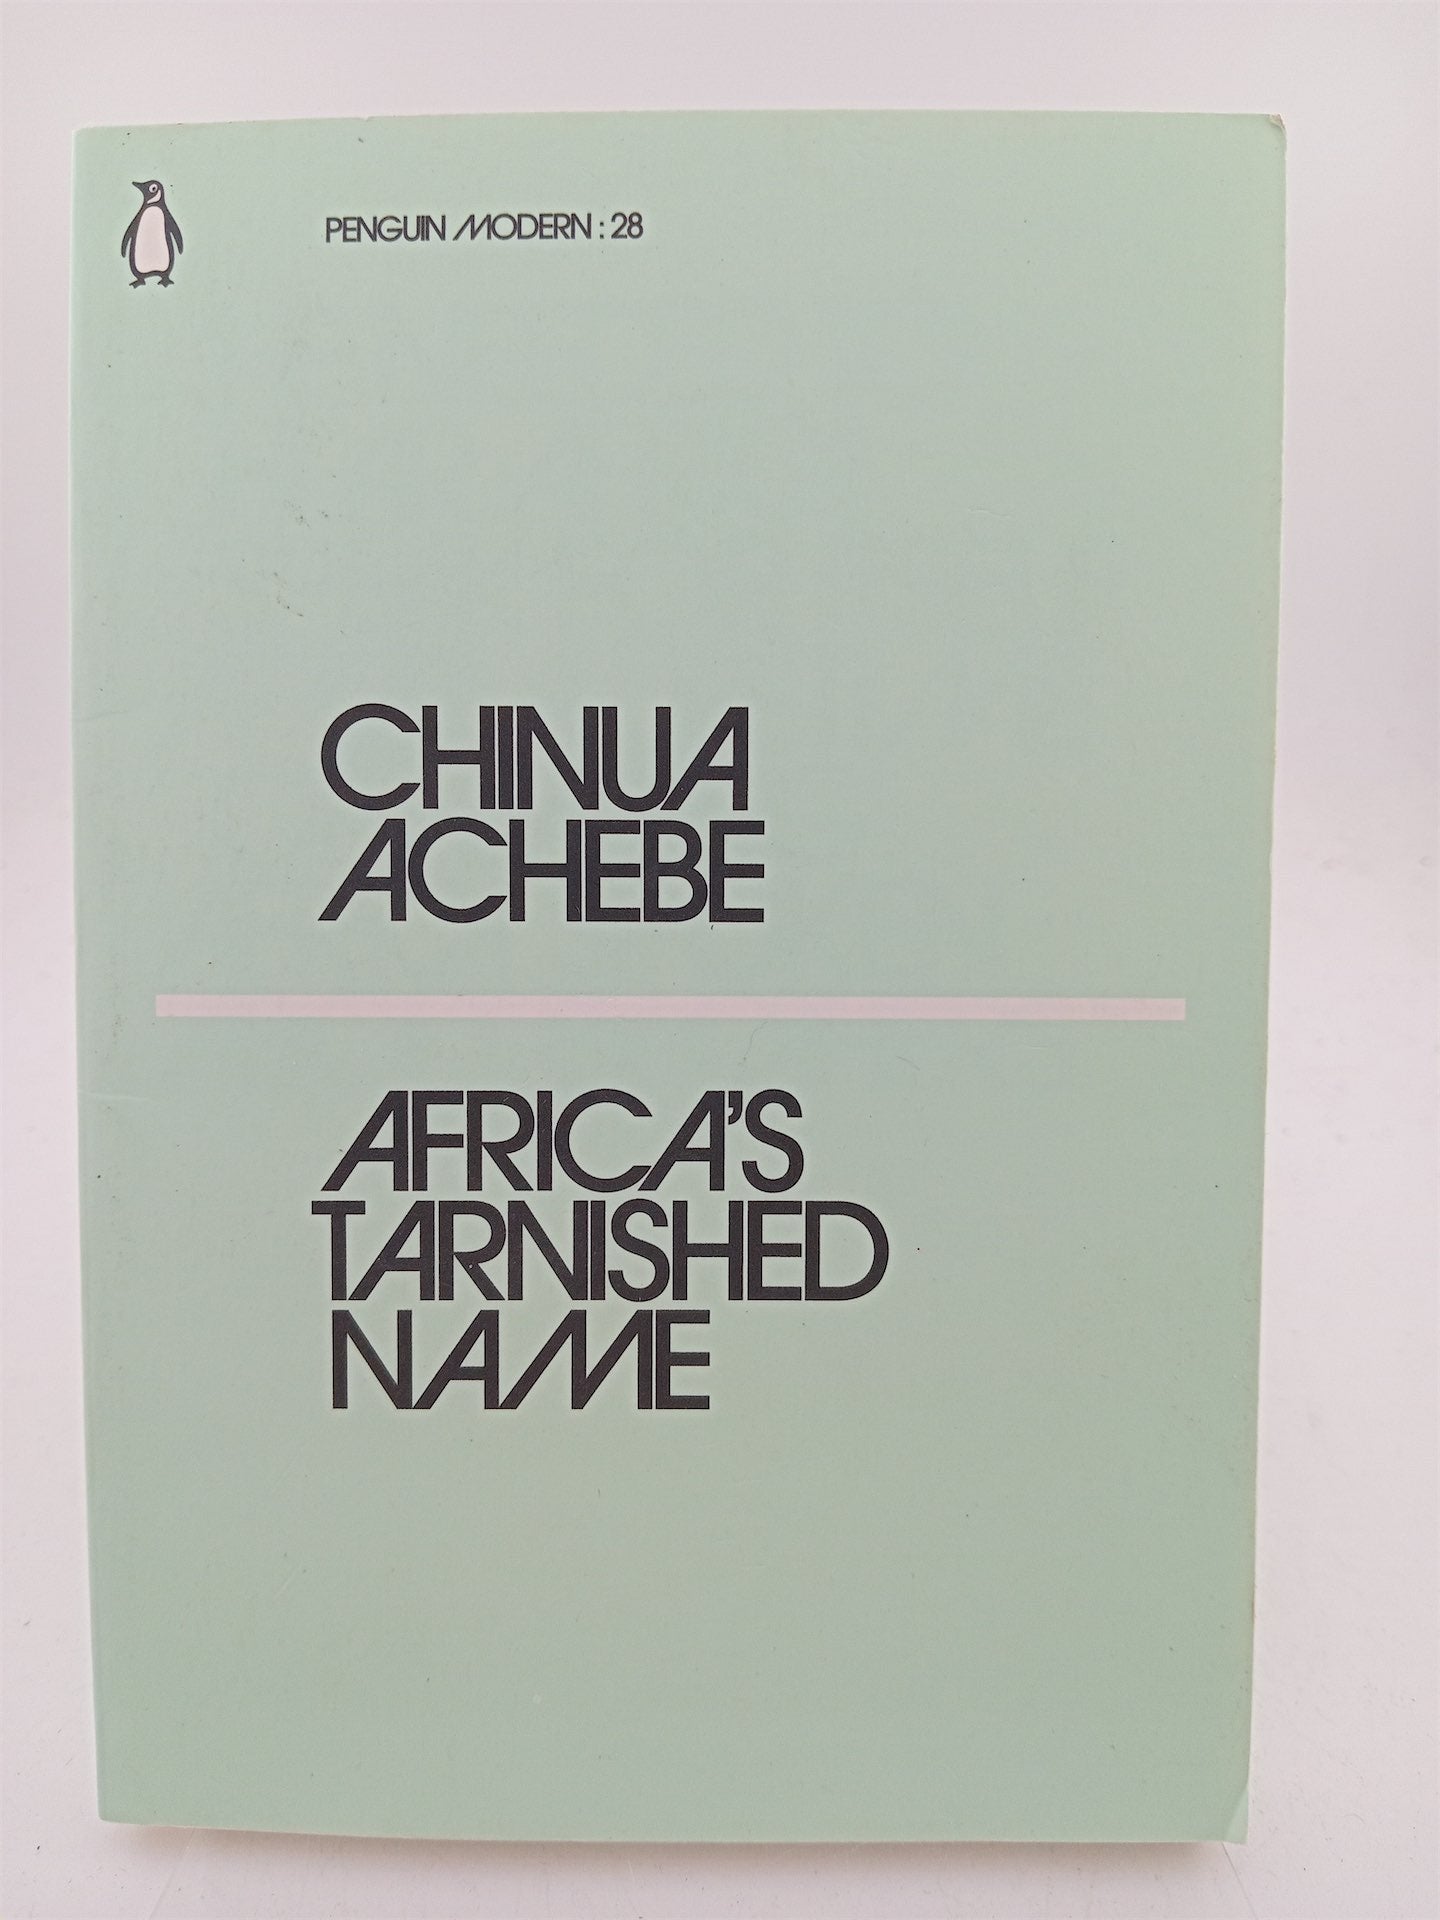 PENGUIN MODERN : 28
CHINUA
ACHEBE
AFRICA'S
TARNISHED
NAME